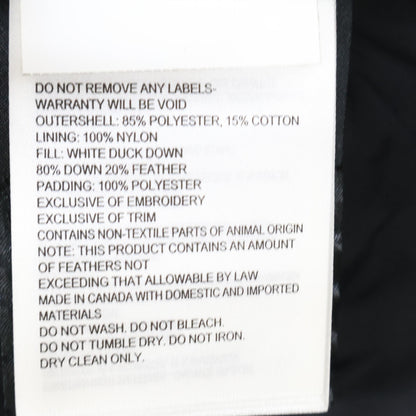 DO NOT REMOVE ANY LABELS-
WARRANTY WILL BE VOID
OUTERSHELL: 85% POLYESTER, 15% COTTON
LINING: 100% NYLON
FILL: WHITE DUCK DOWN
80% DOWN 20% FEATHER
PADDING: 100% POLYESTER
EXCLUSIVE OF EMBROIDERY
EXCLUSIVE OF TRIM
CONTAINS NON-TEXTILE PARTS OF ANIMAL ORIGIN
NOTE: THIS PRODUCT CONTAINS AN AMOUNT
OF FEATHERS NOT
EXCEEDING THAT ALLOWABLE BY LAW
MADE IN CANADA WITH DOMESTIC AND IMPORTED
MATERIALS
DO NOT WASH. DO NOT BLEACH.
DO NOT TUMBLE DRY. DO NOT IRON.
DRY CLEAN ONLY.